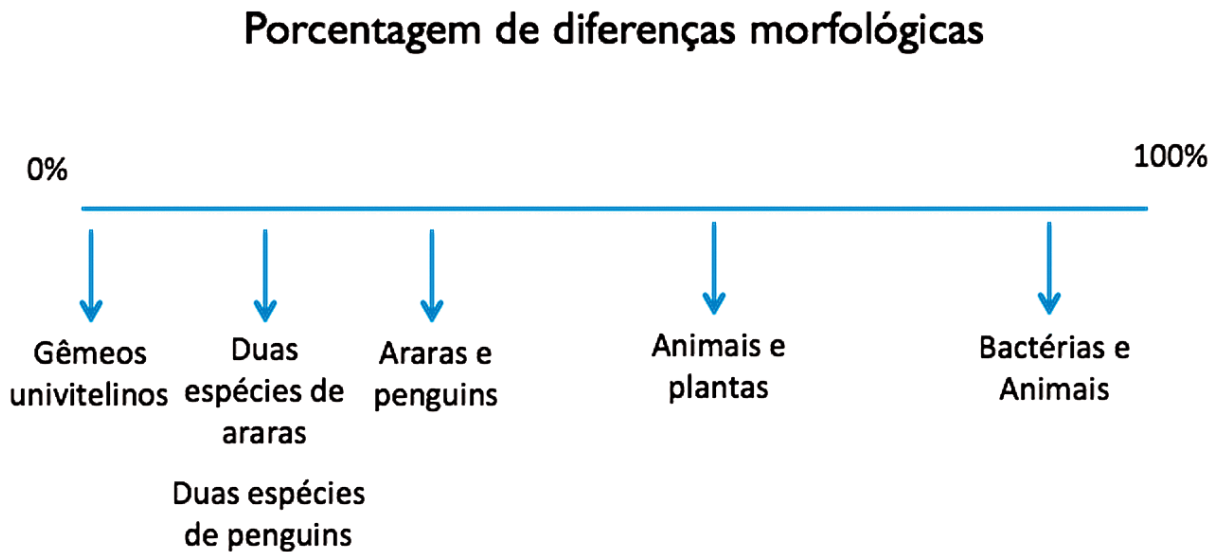 Porcentagem de diferenças morfológicas
0%
100%
Gêmeos
univitelinos
Duas
espécies de
araras
Duas espécies
de penguins
Araras e
penguins
Animais e
plantas
Bactérias e
Animais